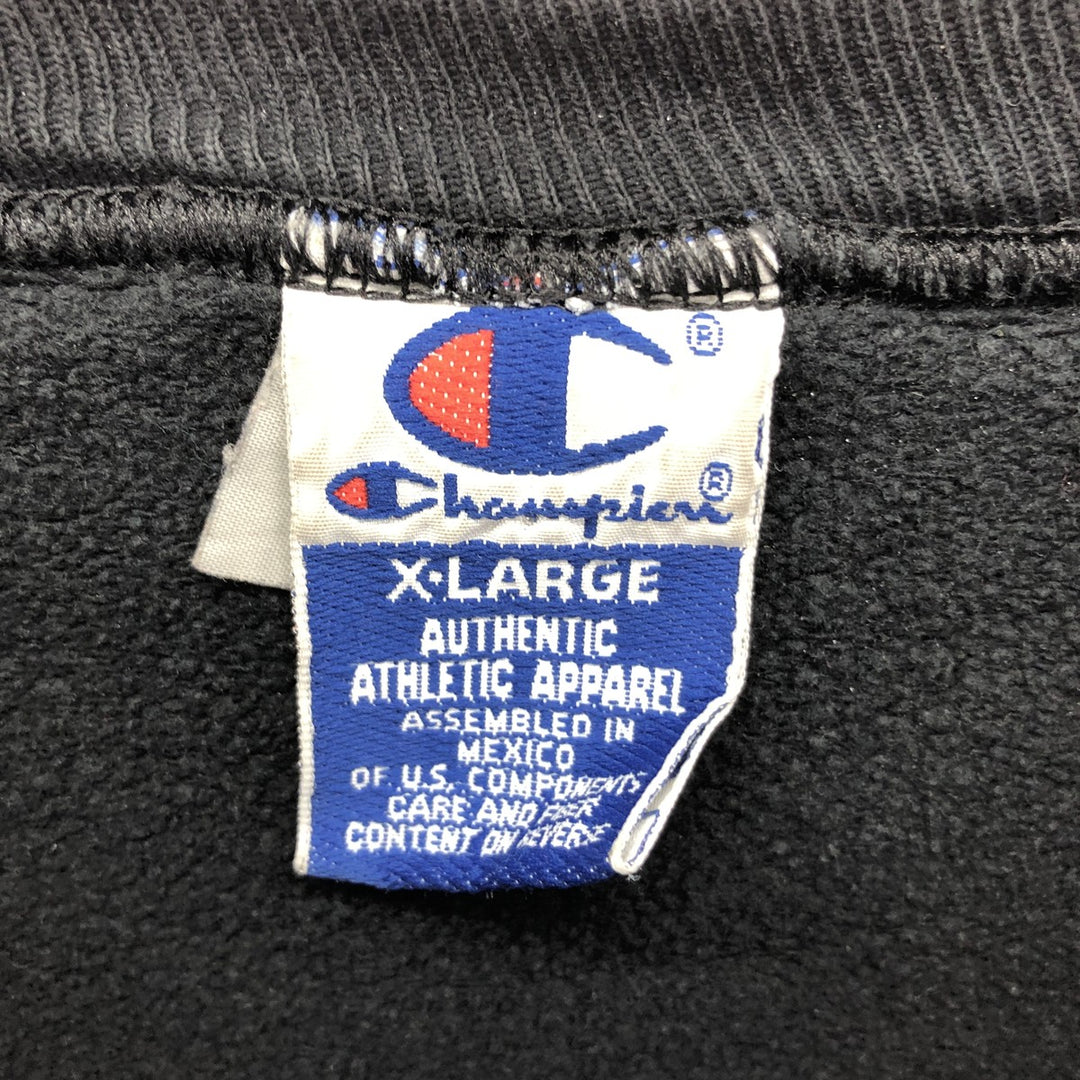 ®
Champion®
X-LARGE
AUTHENTIC
ATHLETIC APPAREL
ASSEMBLED IN
MEXICO
OF U.S. COMPONENTS
CARE AND FIBER
CONTENT ON REVERSE